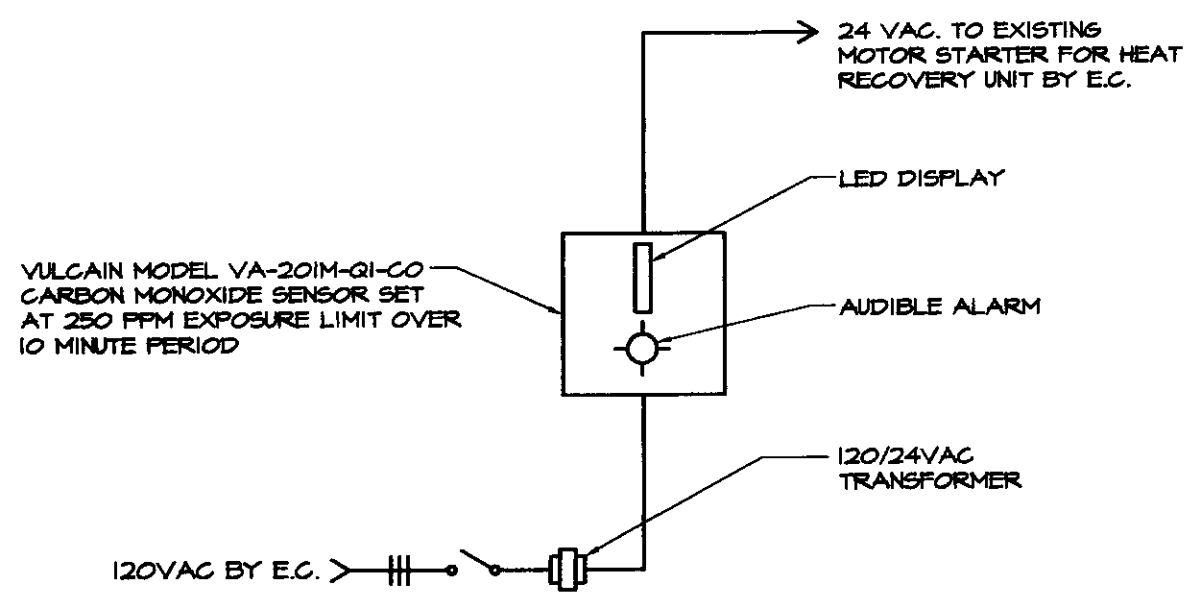 24 VAC. TO EXISTING
MOTOR STARTER FOR HEAT
RECOVERY UNIT BY E.C.
LED DISPLAY
VULCAIN MODEL VA-201M-Q1-CO
CARBON MONOXIDE SENSOR SET
AT 250 PPM EXPOSURE LIMIT OVER
10 MINUTE PERIOD
AUDIBLE ALARM
120/24VAC
TRANSFORMER
120VAC BY E.C.